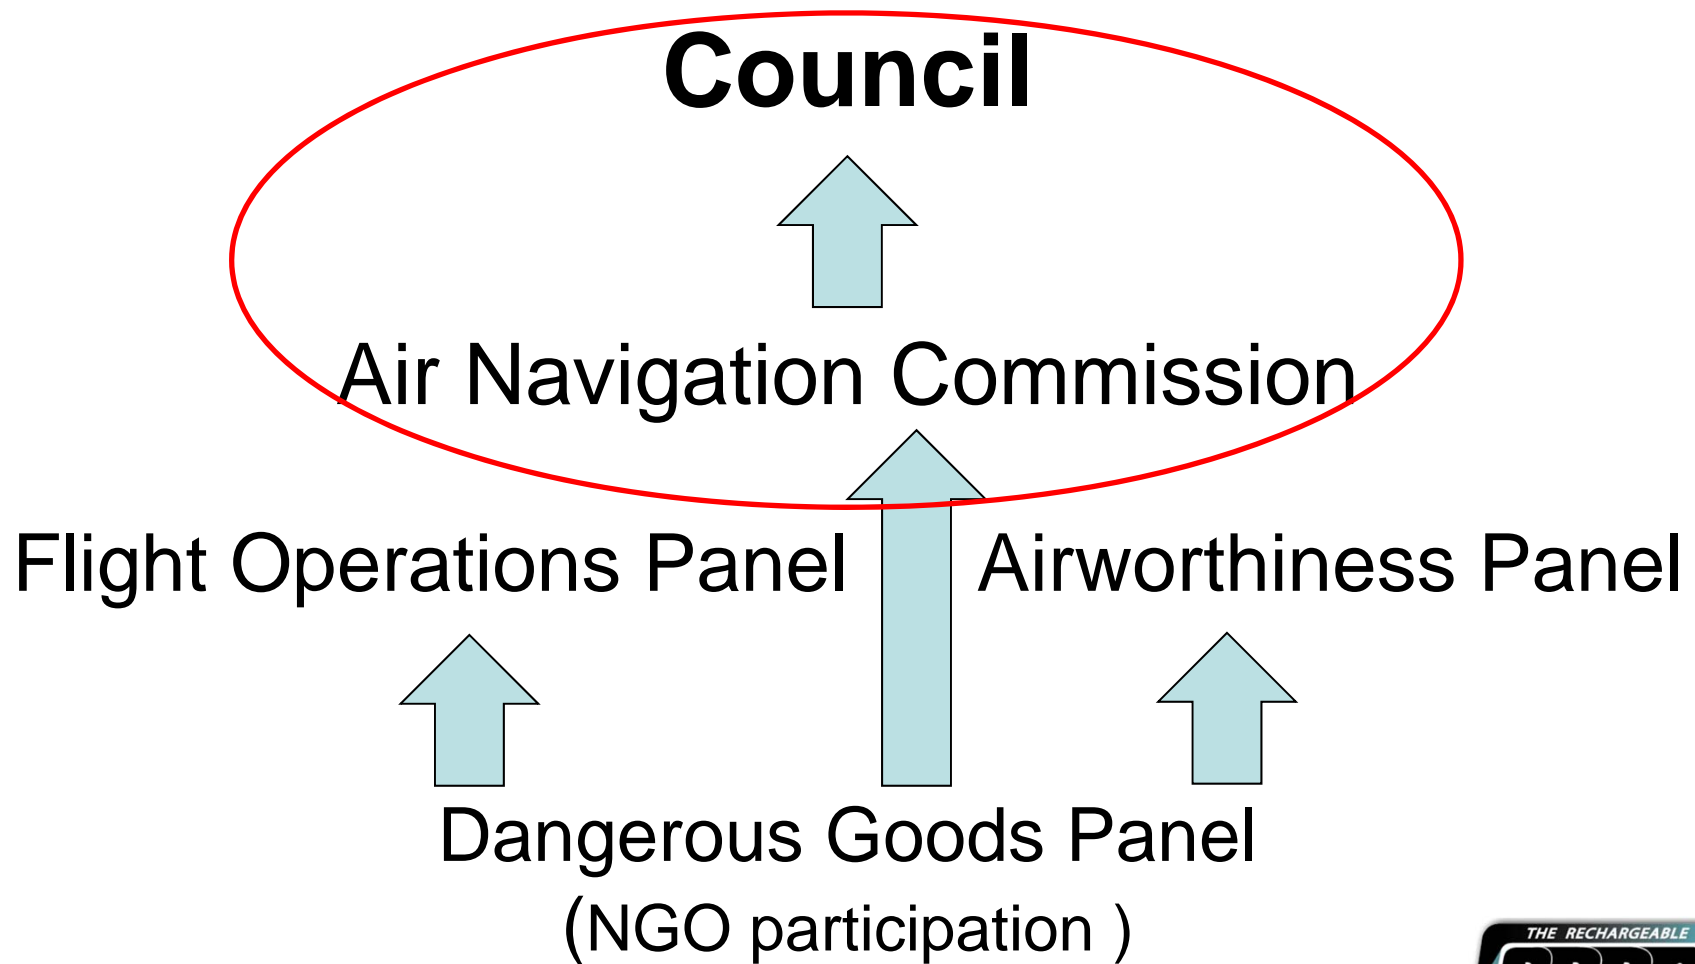 Council
Air Navigation Commission
Flight Operations Panel Airworthiness Panel
Dangerous Goods Panel
(NGO participation )
THE RECHARGEABLE